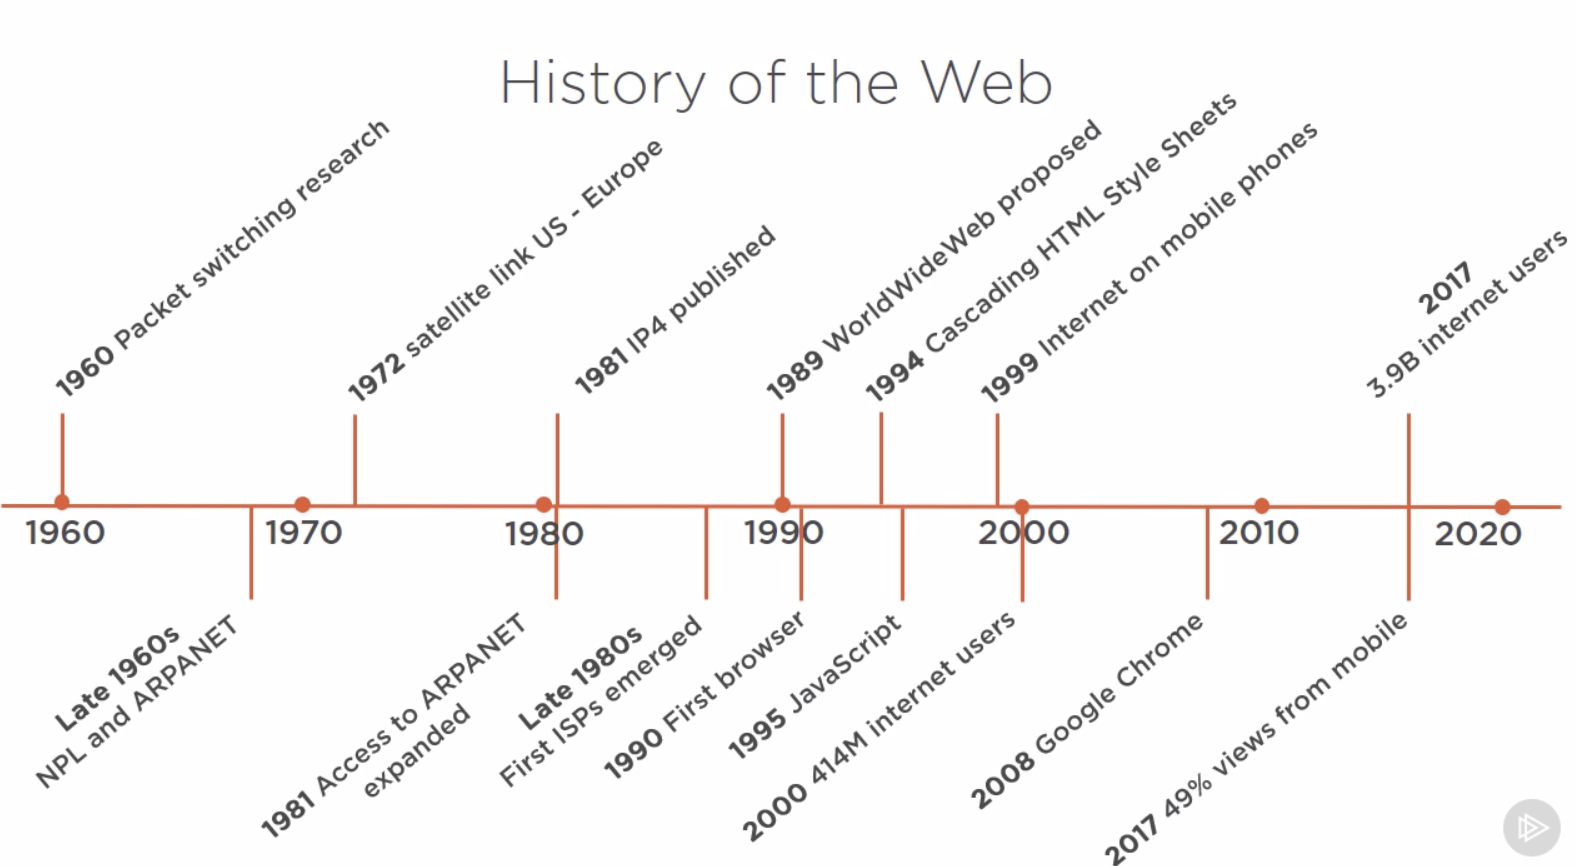 History of the Web
1960 Packet switching research
1972 satellite link US - Europe
1981 IP4 published
1989 WorldWideWeb proposed
1994 Cascading HTML Style Sheets
1999 Internet on mobile phones
2017
3.9B internet users
1960
1970
1980
1990
2000
2010
2020
Late 1960s
NPL and ARPANET
1981 Access to ARPANET
expanded
Late 1980s
First ISPs emerged
1990 First browser
1995 JavaScript
2000 414M internet users
2008 Google Chrome
2017 49% views from mobile